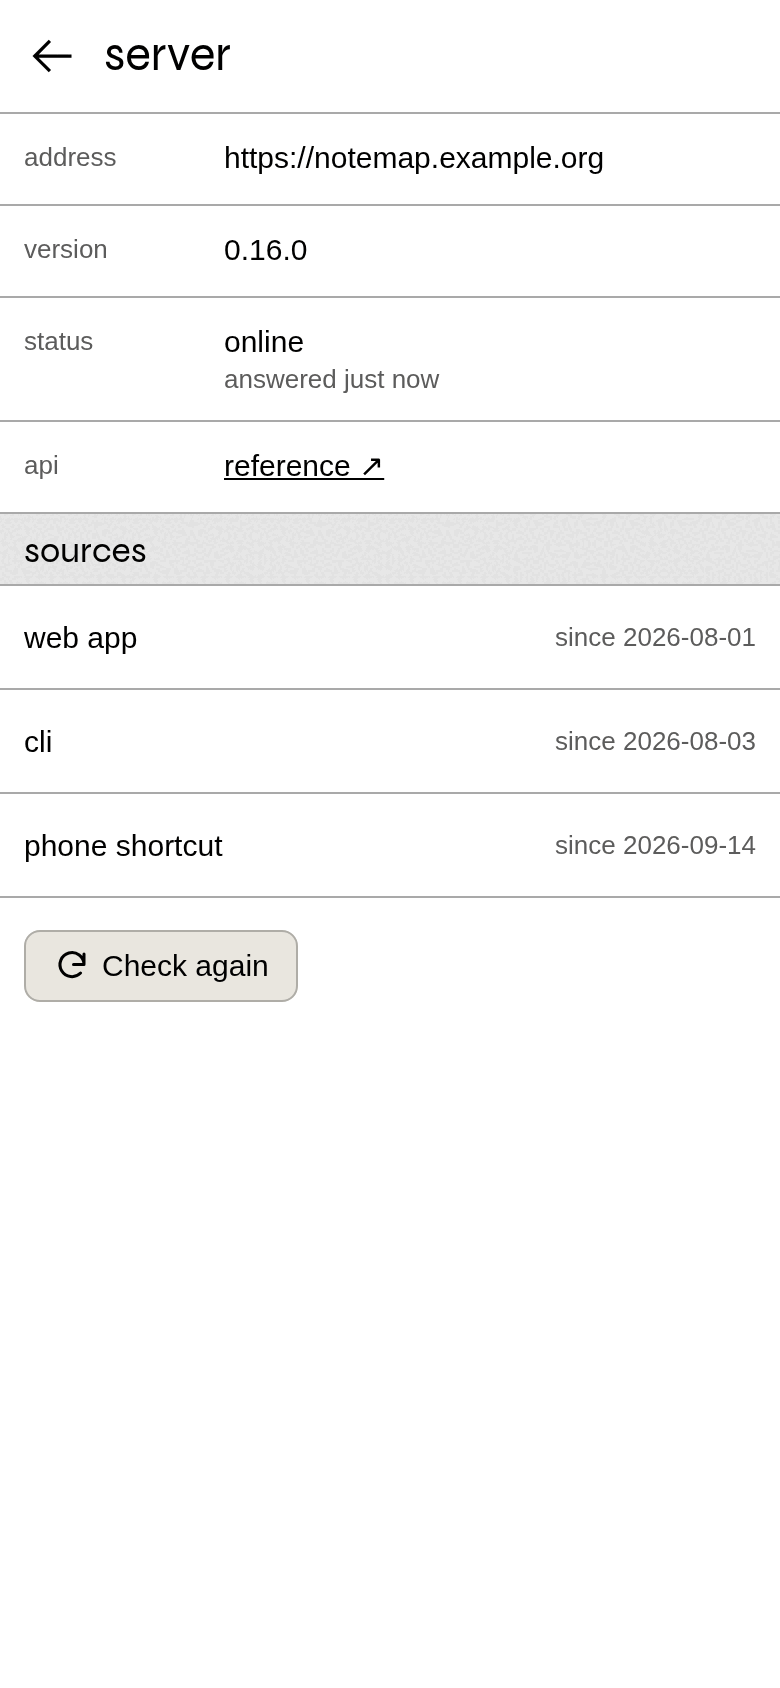 server
address https://notemap.example.org
version 0.16.0
status online
answered just now
api reference ↗
sources
web app since 2026-08-01
cli since 2026-08-03
phone shortcut since 2026-09-14
Check again